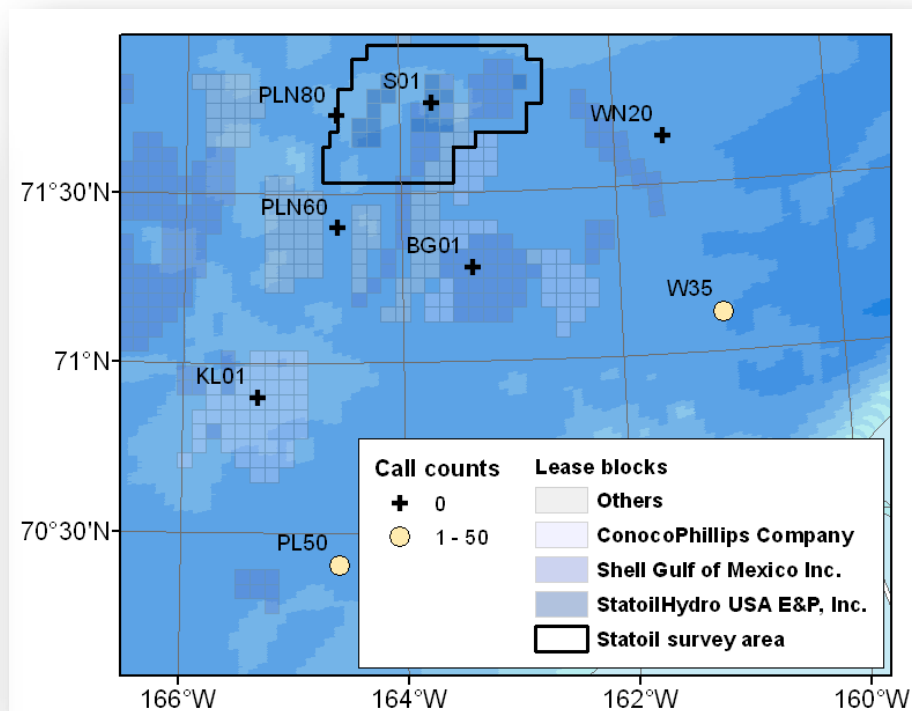 S01
PLN80
WN20
71°30'N
PLN60
BG01
W35
71°N
KL01
Call counts
0
1 - 50
Lease blocks
Others
ConocoPhillips Company
Shell Gulf of Mexico Inc.
StatoilHydro USA E&P, Inc.
Statoil survey area
70°30'N
PL50
166°W
164°W
162°W
160°W